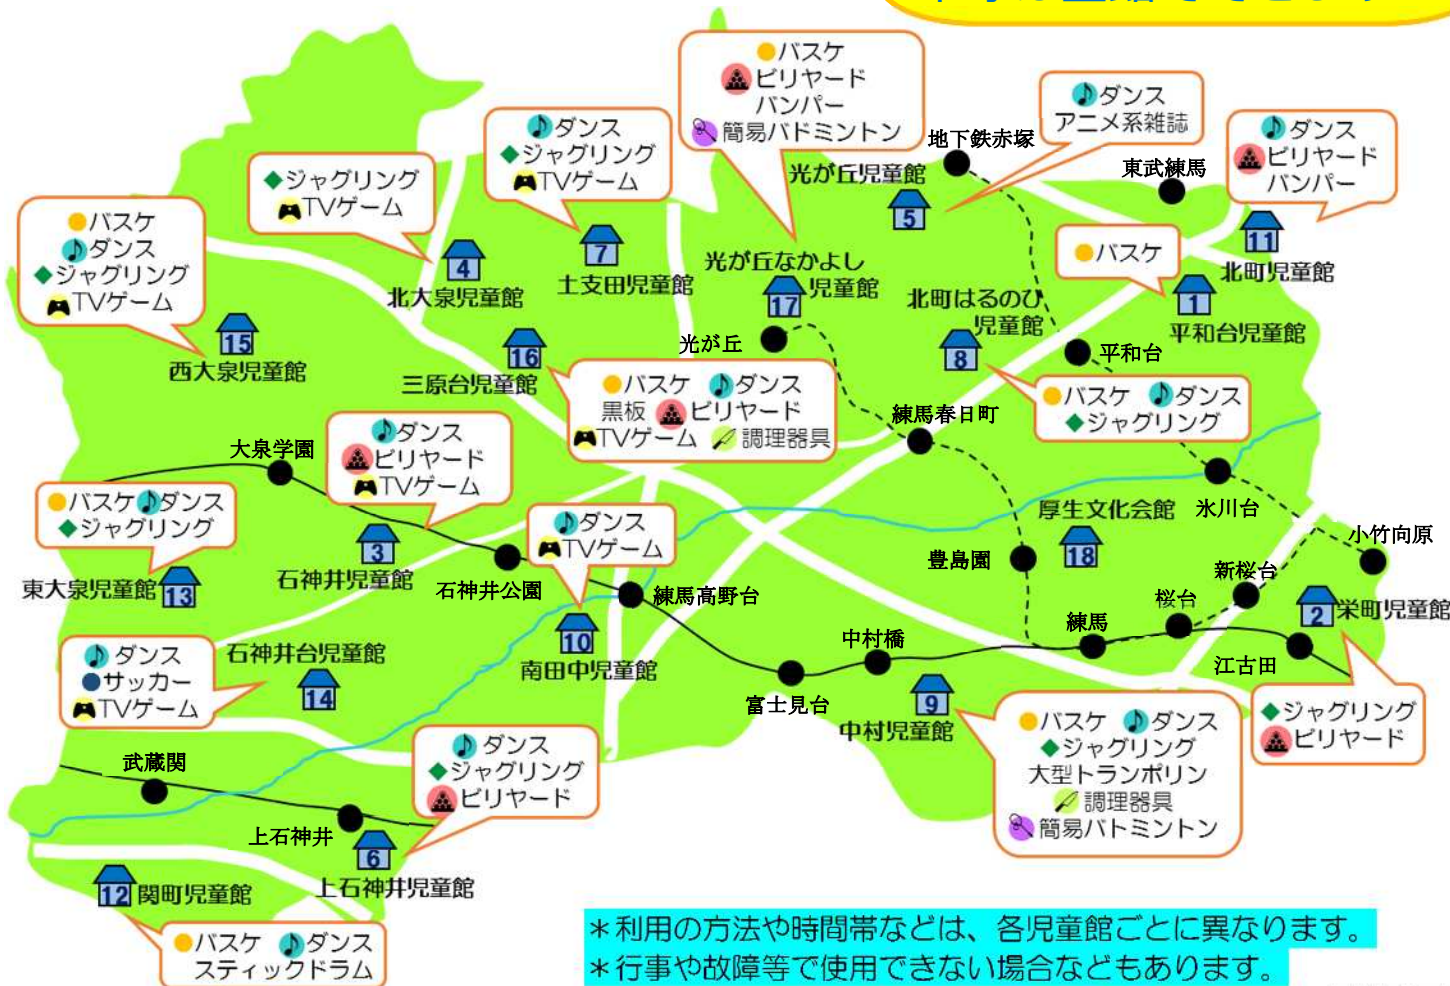 バスケ
ビリヤード
バンパー
簡易バドミントン
ダンス
アニメ系雑誌
地下鉄赤塚
東武練馬
ダンス
ビリヤード
バンパー
ダンス
ジャグリング
TVゲーム
ジャグリング
TVゲーム
光が丘児童館
5
バスケ
ダンス
ジャグリング
TVゲーム
4
北大泉児童館
7
土支田児童館
光が丘なかよし
児童館
17
バスケ
11
北町児童館
1
平和台児童館
北町はるのひ
児童館
8
15
西大泉児童館
16
三原台児童館
光が丘
平和台
バスケ ダンス
黒板 ビリヤード
TVゲーム 調理器具
バスケ ダンス
ジャグリング
練馬春日町
大泉学園
ダンス
ビリヤード
TVゲーム
バスケ ダンス
ジャグリング
東大泉児童館
13
3
石神井児童館
石神井公園
ダンス
TVゲーム
練馬高野台
厚生文化会館
18
氷川台
小竹向原
豊島園
新桜台
桜台
練馬
2
栄町児童館
江古田
石神井台児童館
14
ダンス
サッカー
TVゲーム
10
南田中児童館
中村橋
富士見台
9
中村児童館
ジャグリング
ビリヤード
バスケ ダンス
ジャグリング
大型トランポリン
調理器具
簡易バトミントン
武蔵関
上石神井
ダンス
ジャグリング
ビリヤード
6
上石神井児童館
12
関町児童館
バスケ ダンス
スティックドラム
*利用の方法や時間帯などは、各児童館ごとに異なります。
*行事や故障等で使用できない場合などもあります。